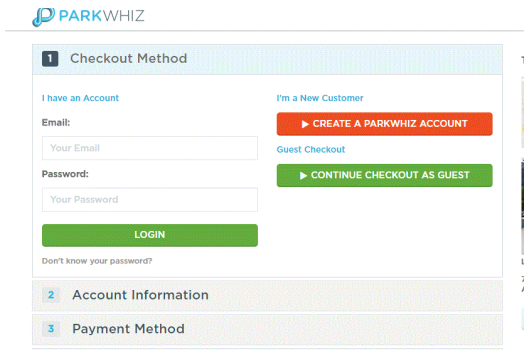 PARKWHIZ
1 Checkout Method
I have an Account
Email:
Your Email
Password:
Your Password
LOGIN
Don't know your password?
I'm a New Customer
CREATE A PARKWHIZ ACCOUNT
Guest Checkout
CONTINUE CHECKOUT AS GUEST
2 Account Information
3 Payment Method